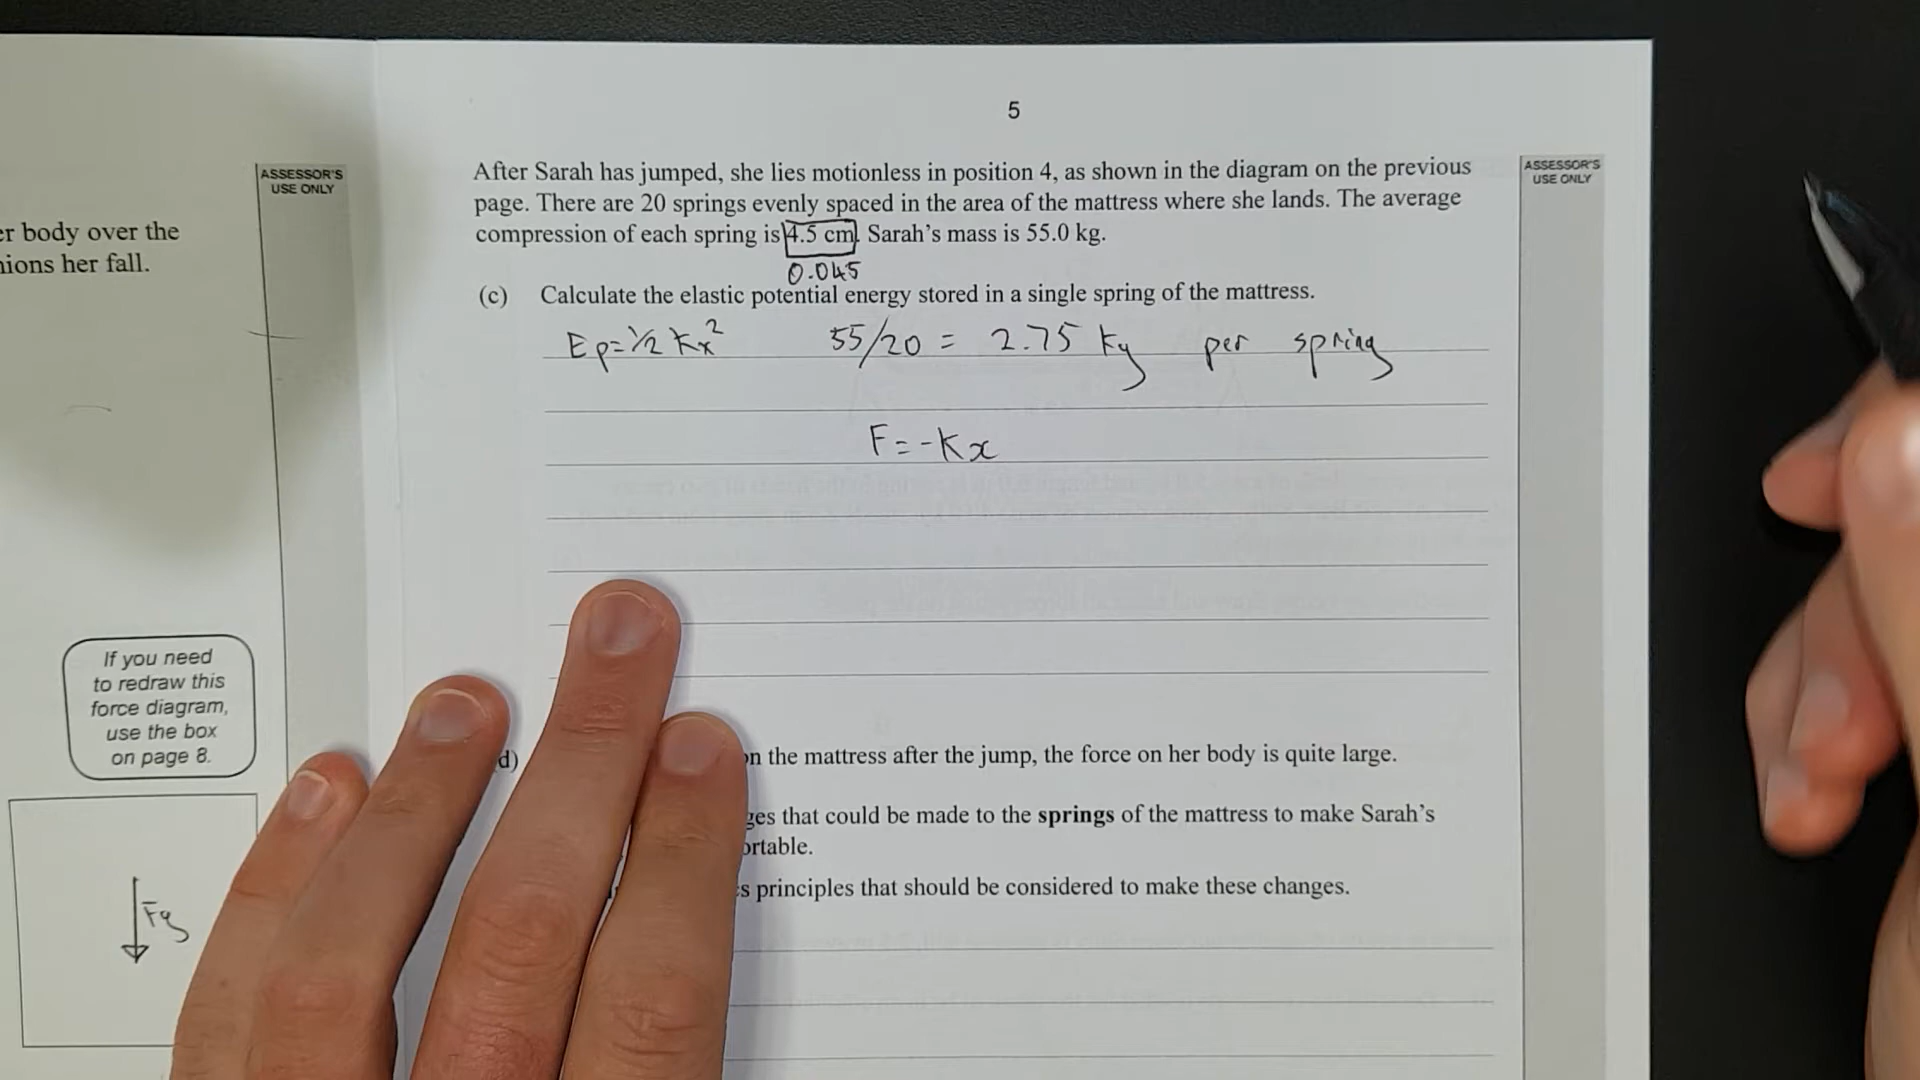 5
ASSESSOR'S
USE ONLY
ASSESSOR'S
USE ONLY
er body over the
ions her fall.
After Sarah has jumped, she lies motionless in position 4, as shown in the diagram on the previous
page. There are 20 springs evenly spaced in the area of the mattress where she lands. The average
compression of each spring is 4.5 cm. Sarah's mass is 55.0 kg.
0.045
(c) Calculate the elastic potential energy stored in a single spring of the mattress.
Ep=½Kx² 55/20 = 2.75 kg per spring
F=-Kx
If you need
to redraw this
force diagram,
use the box
on page 8.
Fg
d) on the mattress after the jump, the force on her body is quite large.
ges that could be made to the springs of the mattress to make Sarah's
ortable.
s principles that should be considered to make these changes.